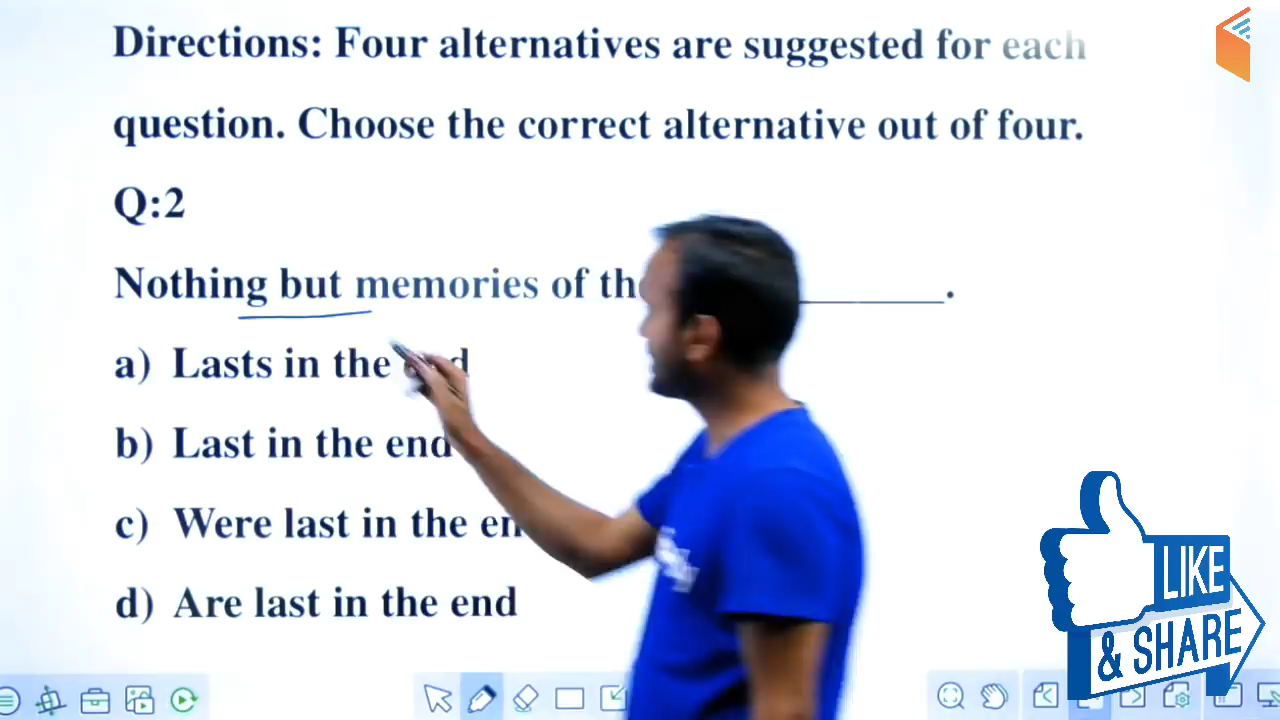 Directions: Four alternatives are suggested for each
question. Choose the correct alternative out of four.
Q:2
Nothing but memories of ________.
a) Lasts in the end
b) Last in the end
c) Were last in the
d) Are last in the end
LIKE
& SHARE